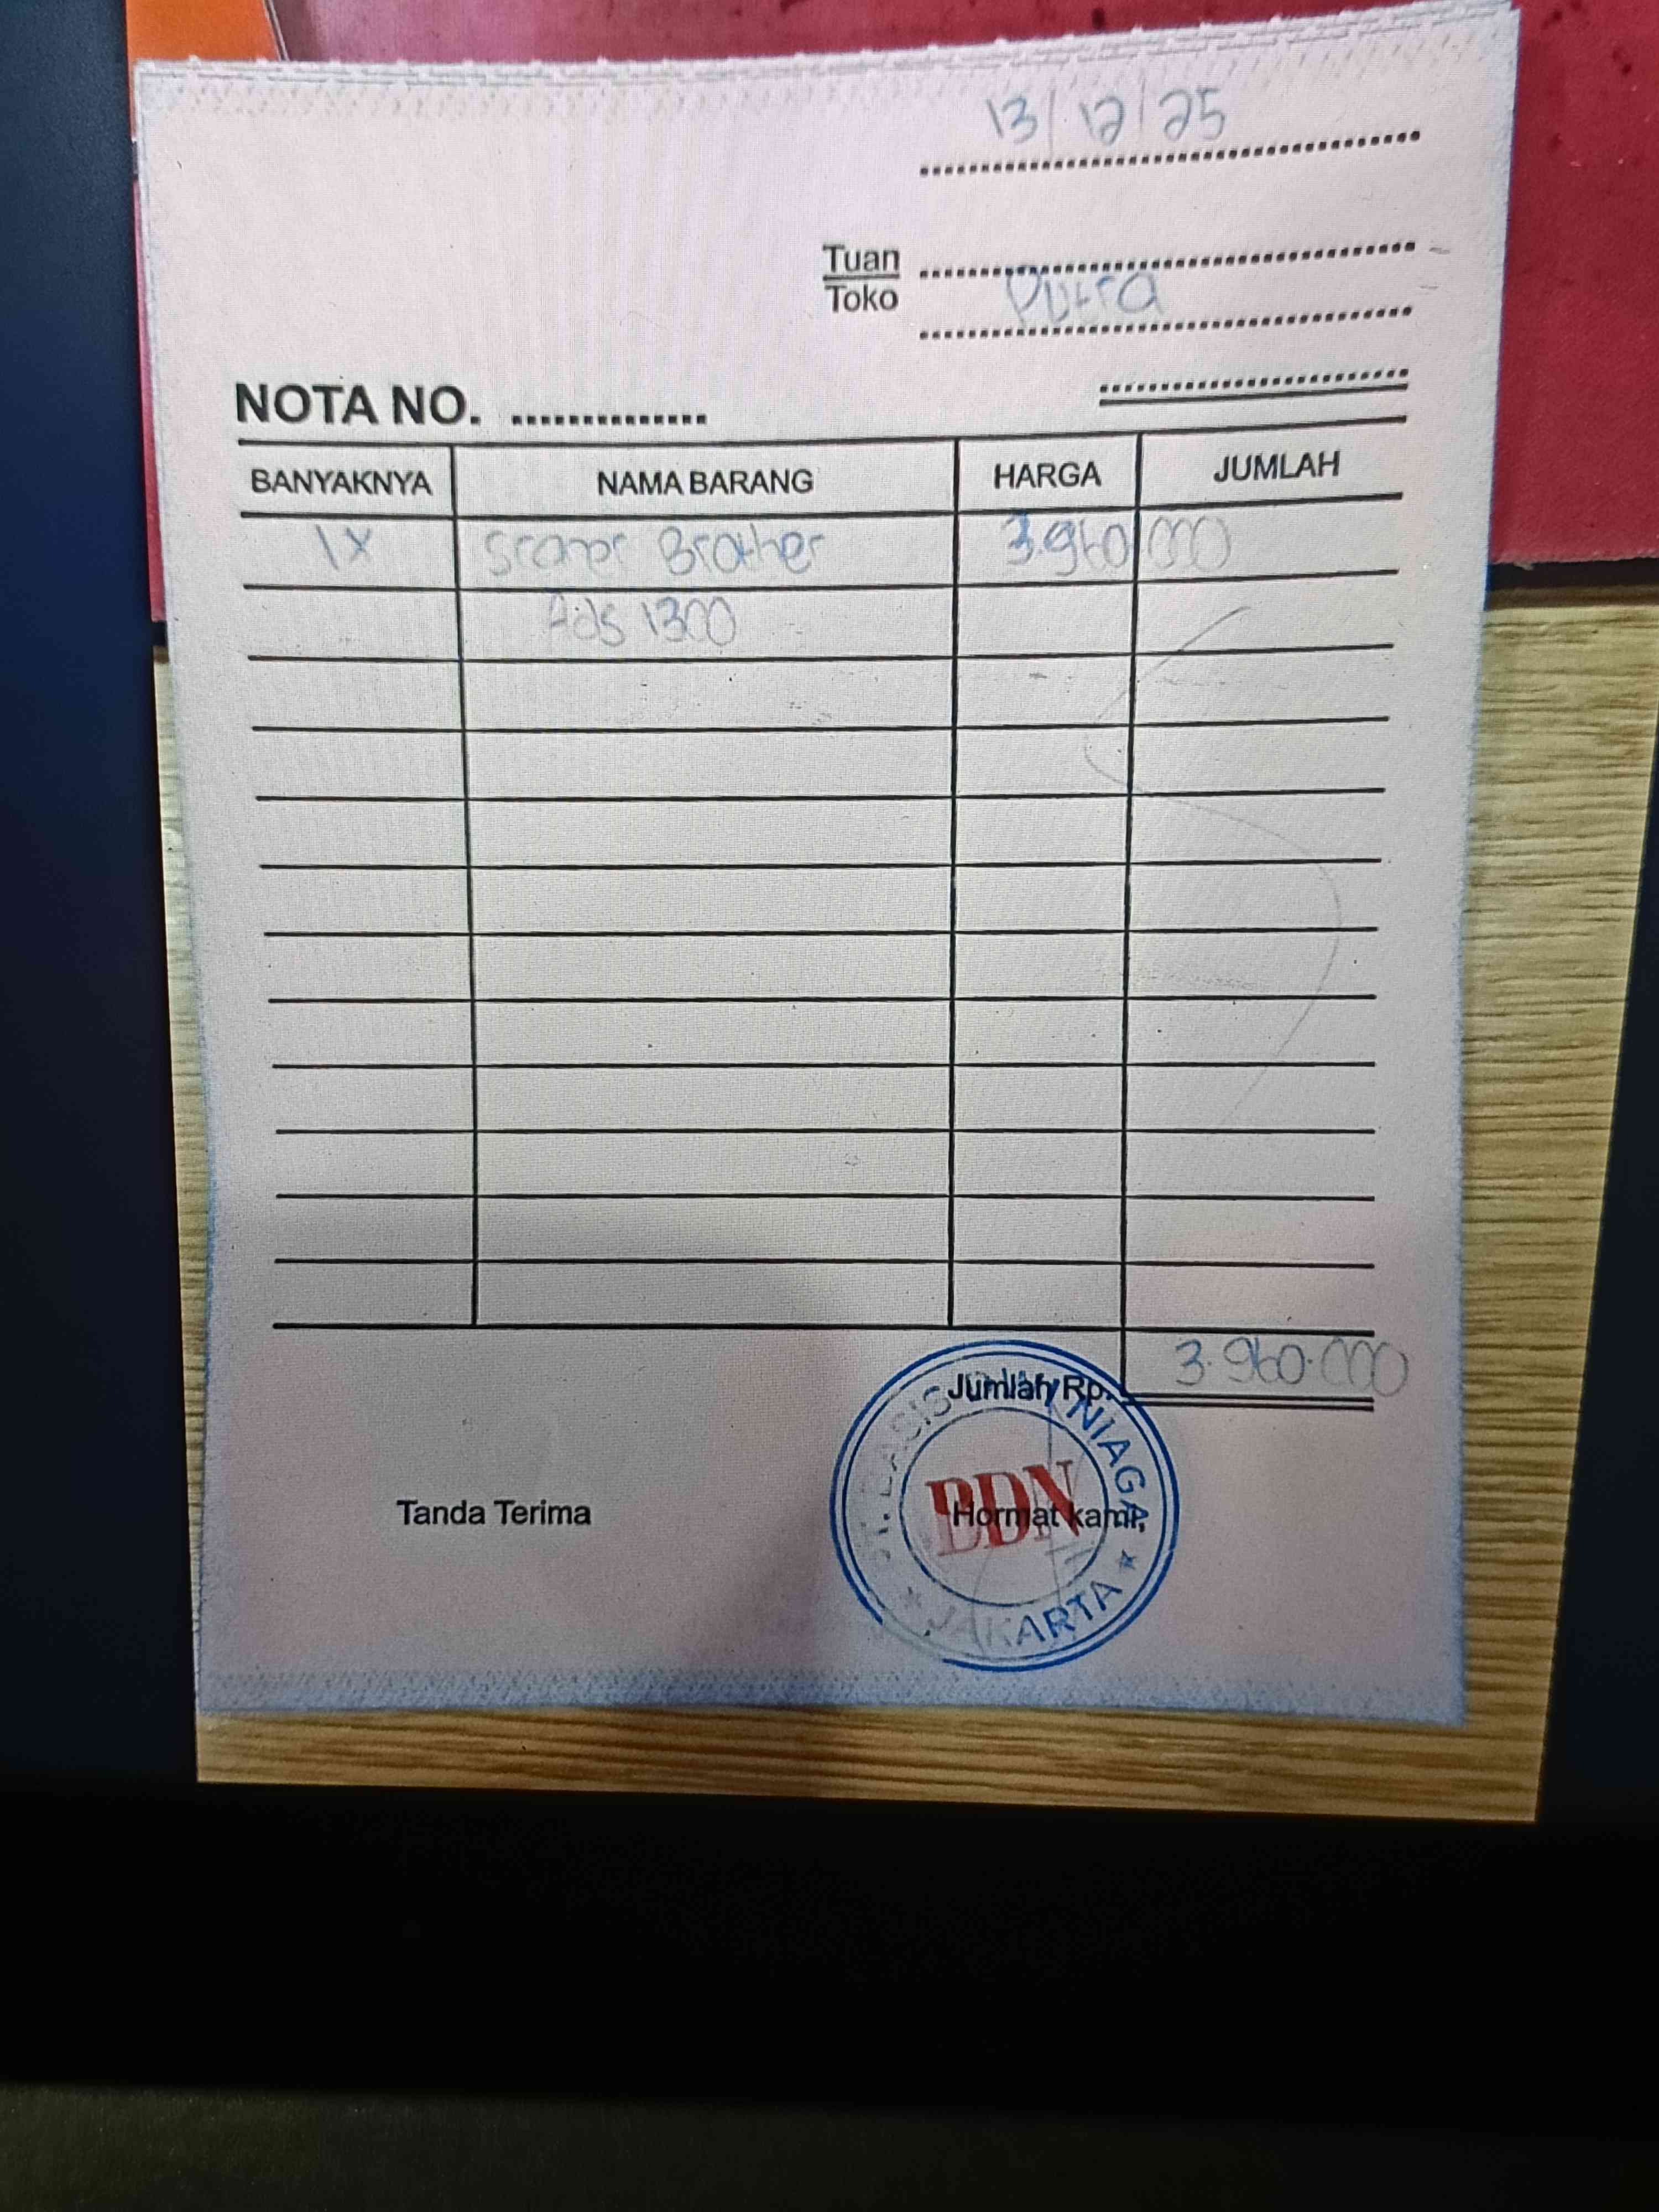 13/12/25
Tuan
Toko
Putra
NOTA NO. ..............
BANYAKNYA NAMA BARANG HARGA JUMLAH
1X Scaner Brother 3.960.000
Ads 1300
Jumlah Rp. 3.960.000
Tanda Terima Hormat kami,
BASIS NIAGA
BDN
* JAKARTA *